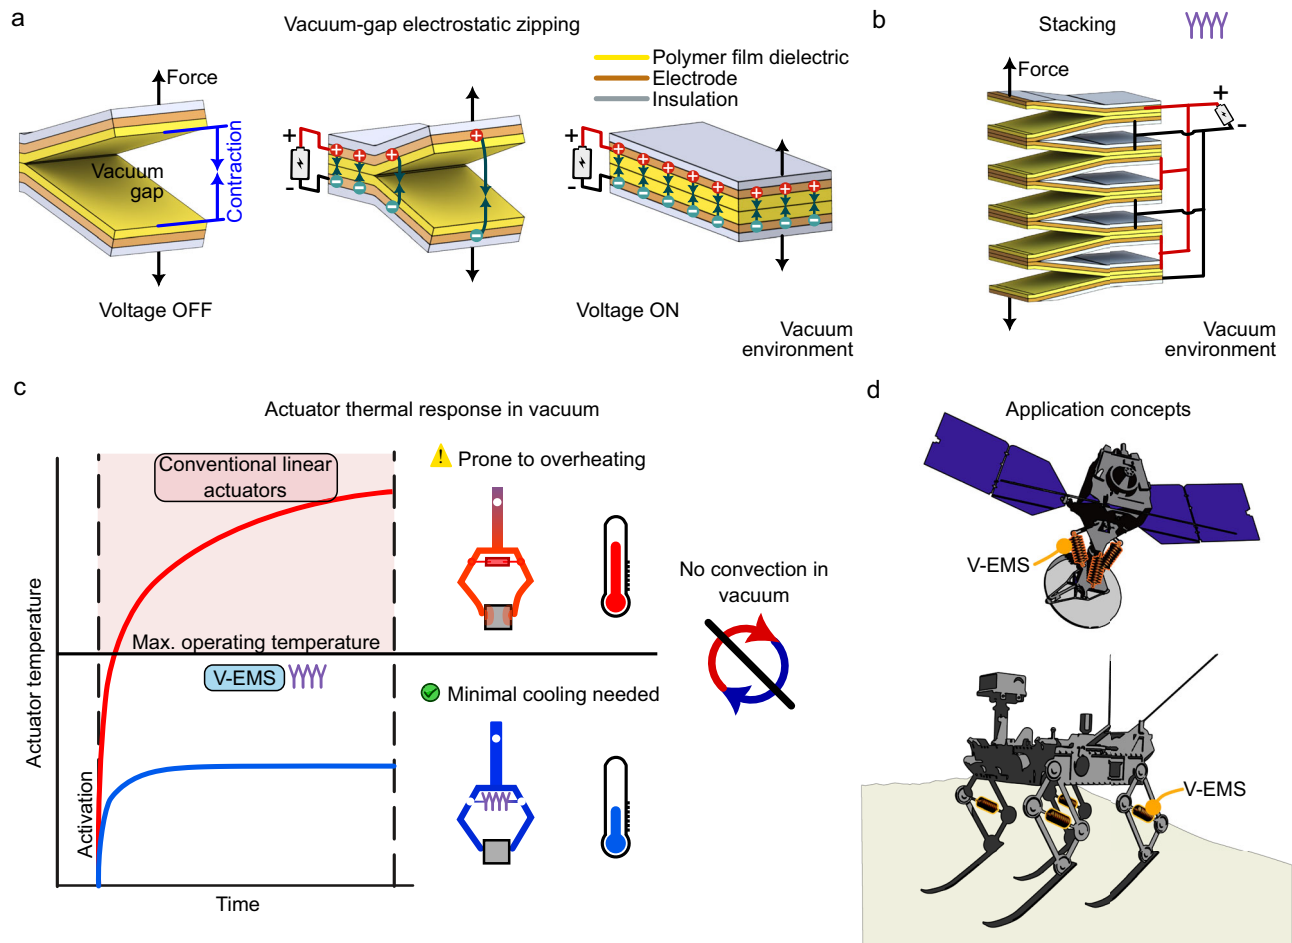 a
Vacuum-gap electrostatic zipping
Polymer film dielectric
Electrode
Insulation
Force
Contraction
Vacuum
gap
+
-
+
-
Voltage OFF
Voltage ON
Vacuum
environment
b
Stacking
Force
+
-
Vacuum
environment
c
Actuator thermal response in vacuum
Actuator temperature
Conventional linear
actuators
Max. operating temperature
V-EMS
Activation
Time
! Prone to overheating
Minimal cooling needed
No convection in
vacuum
d
Application concepts
V-EMS
V-EMS